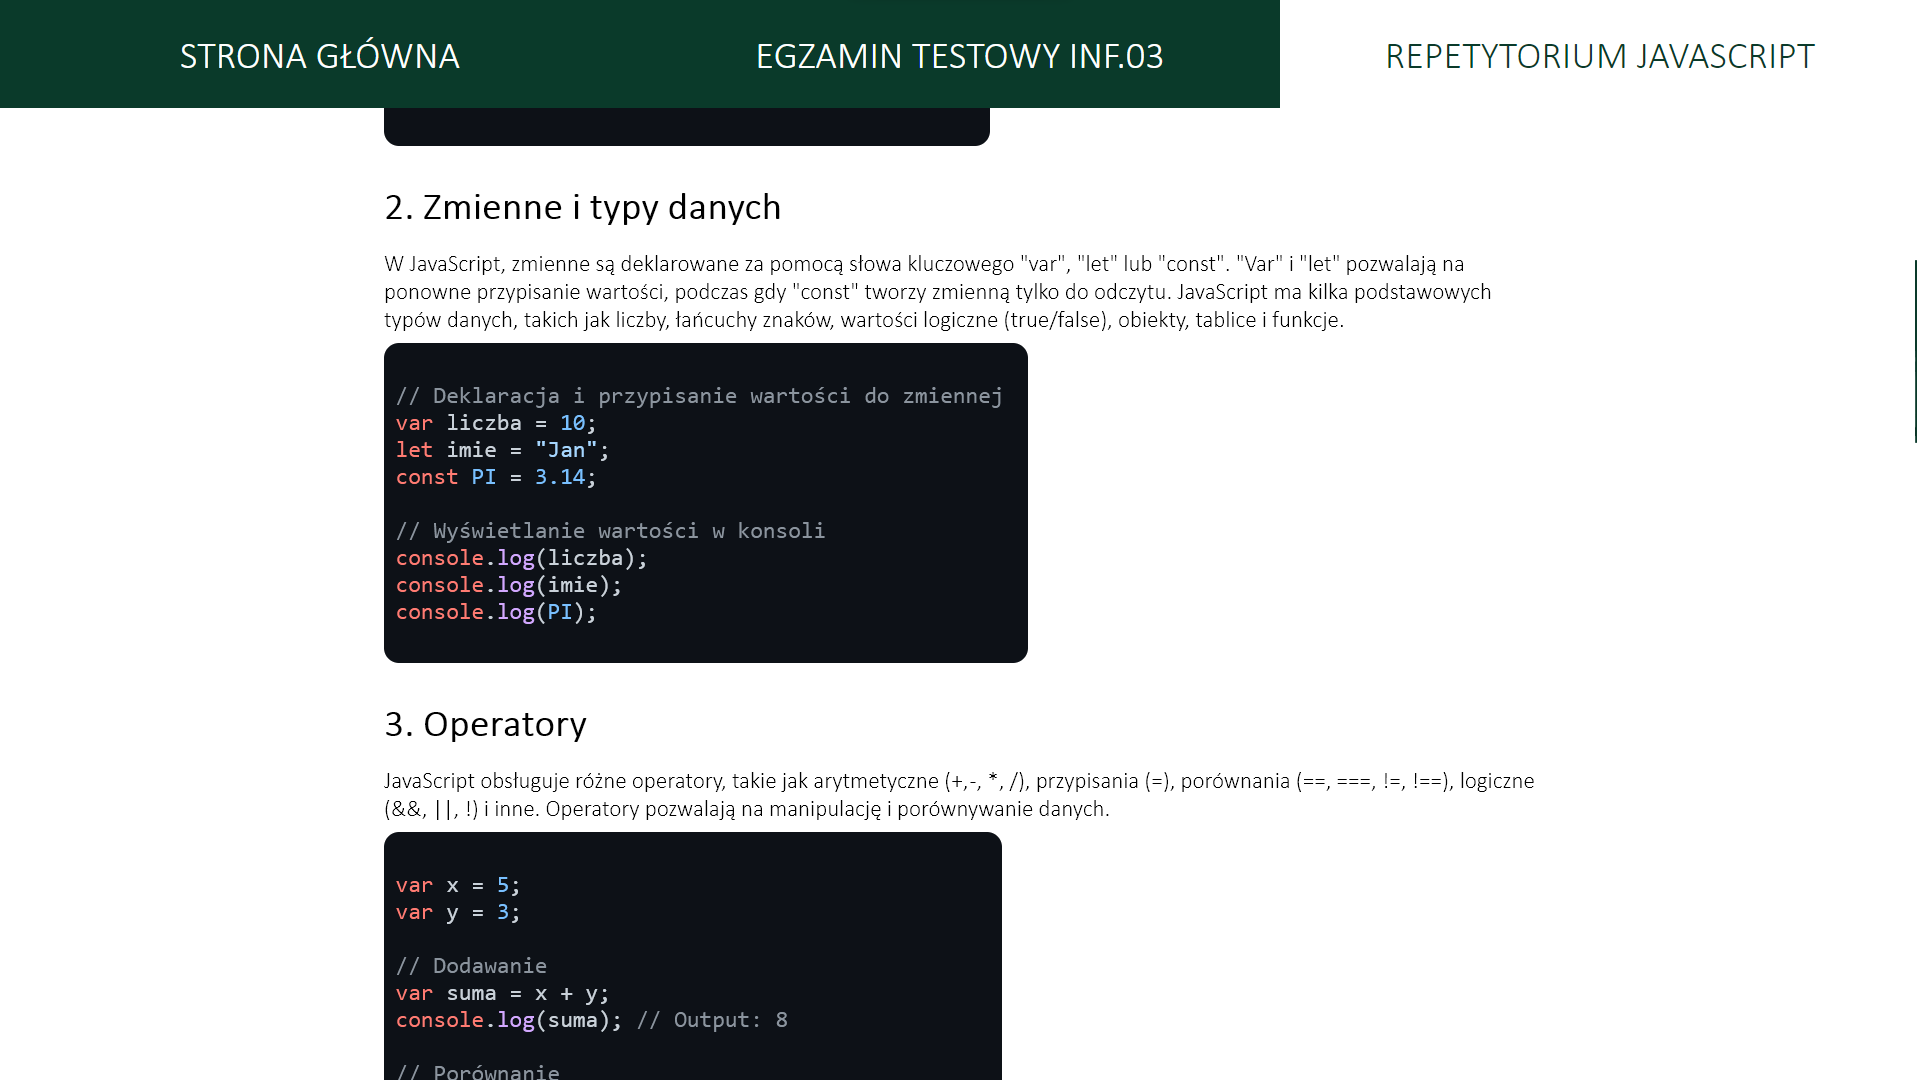 STRONA GŁÓWNA
EGZAMIN TESTOWY INF.03
REPETYTORIUM JAVASCRIPT
2. Zmienne i typy danych
W JavaScript, zmienne są deklarowane za pomocą słowa kluczowego "var", "let" lub "const". "Var" i "let" pozwalają na
ponowne przypisanie wartości, podczas gdy "const" tworzy zmienną tylko do odczytu. JavaScript ma kilka podstawowych
typów danych, takich jak liczby, łańcuchy znaków, wartości logiczne (true/false), obiekty, tablice i funkcje.
// Deklaracja i przypisanie wartości do zmiennej
var liczba = 10;
let imie = "Jan";
const PI = 3.14;
// Wyświetlanie wartości w konsoli
console.log(liczba);
console.log(imie);
console.log(PI);
3. Operatory
JavaScript obsługuje różne operatory, takie jak arytmetyczne (+,-, *, /), przypisania (=), porównania (==, ===, !=, !==), logiczne
(&&, ||, !) i inne. Operatory pozwalają na manipulację i porównywanie danych.
var x = 5;
var y = 3;
// Dodawanie
var suma = x + y;
console.log(suma); // Output: 8
// Porównanie